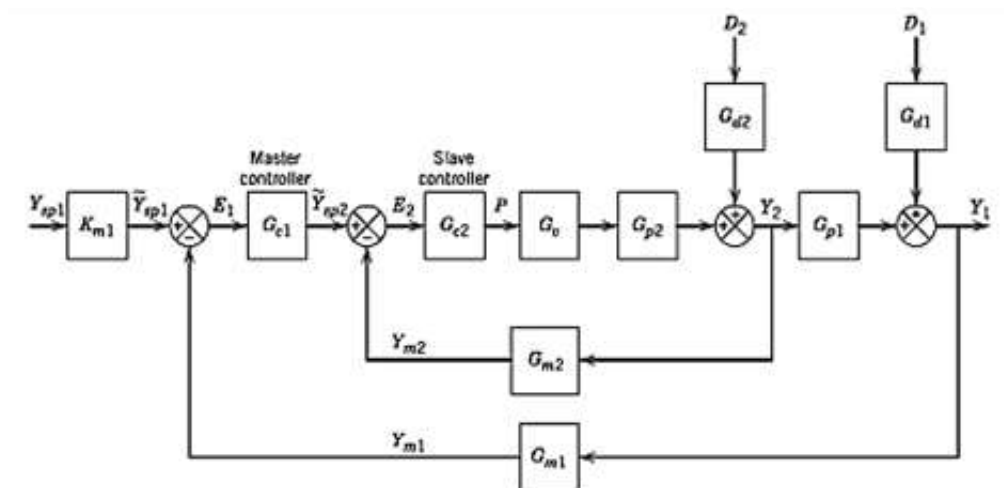 D2 D1
Gd2 Gd1
Master controller
Slave controller
Ysp1 Km1 Ỹsp1 + − E1 Gc1 Ỹsp2 + − E2 Gc2 P Gv Gp2 + + Y2 Gp1 + + Y1
Ym2 Gm2
Ym1 Gm1